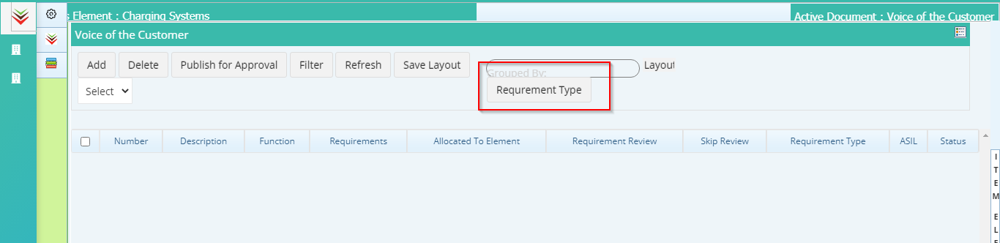 s Element : Charging Systems
Active Document : Voice of the Customer
Voice of the Customer
Add Delete Publish for Approval Filter Refresh Save Layout Grouped By: Layout
Select Requrement Type
Number Description Function Requirements Allocated To Element Requirement Review Skip Review Requirement Type ASIL Status
I
T
E
M
E
L